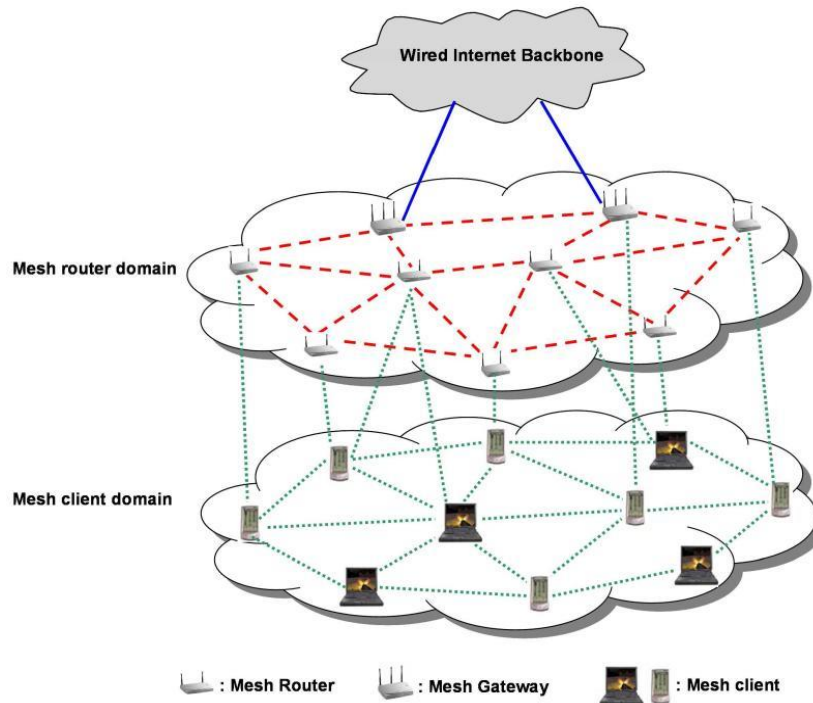 Wired Internet Backbone
Mesh router domain
Mesh client domain
: Mesh Router : Mesh Gateway : Mesh client